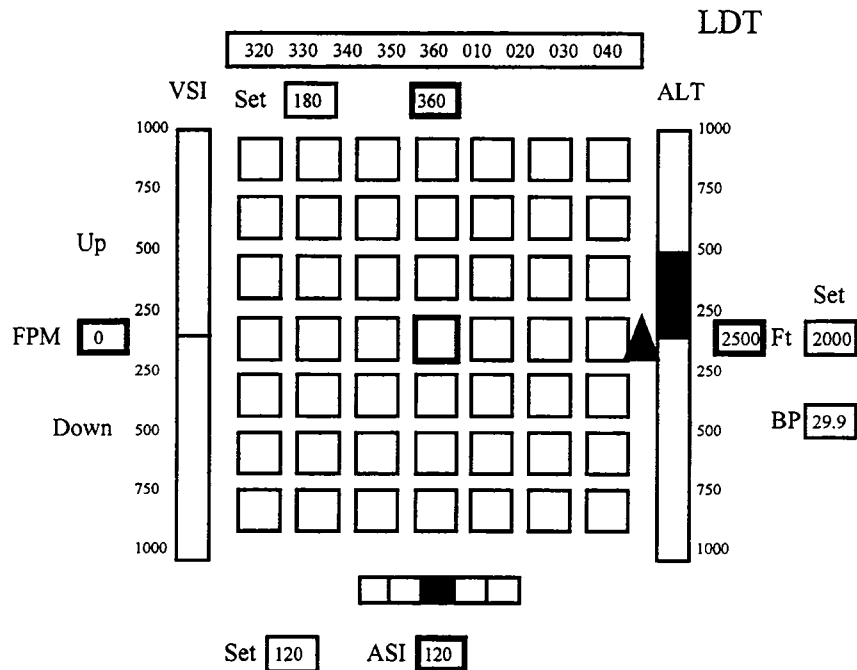 LDT
320 330 340 350 360 010 020 030 040
VSI Set 180 360 ALT
1000 1000
750 750
Up 500 500
250 250
Set
FPM 0 2500 Ft 2000
250 250
Down 500 500
BP 29.9
750 750
1000 1000
Set 120 ASI 120